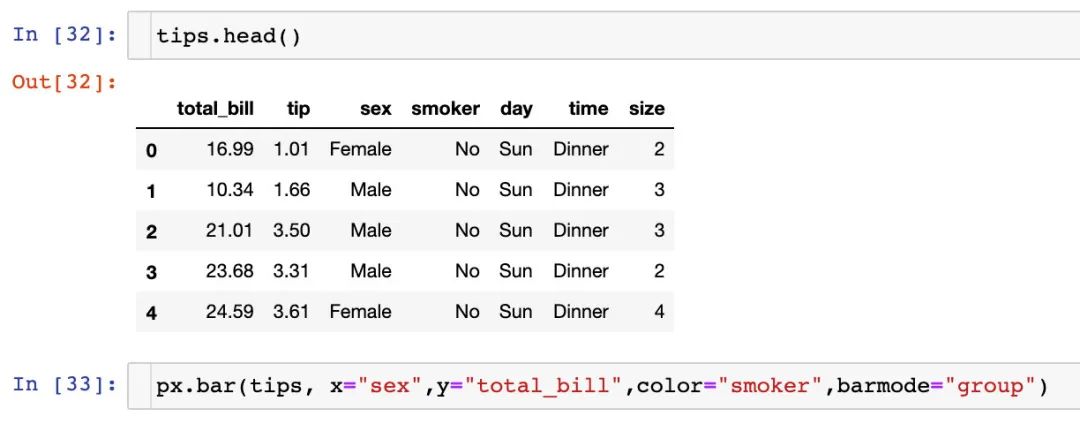 In [32]: tips.head()
Out[32]:
total_bill tip sex smoker day time size
0 16.99 1.01 Female No Sun Dinner 2
1 10.34 1.66 Male No Sun Dinner 3
2 21.01 3.50 Male No Sun Dinner 3
3 23.68 3.31 Male No Sun Dinner 2
4 24.59 3.61 Female No Sun Dinner 4
In [33]: px.bar(tips, x="sex",y="total_bill",color="smoker",barmode="group")